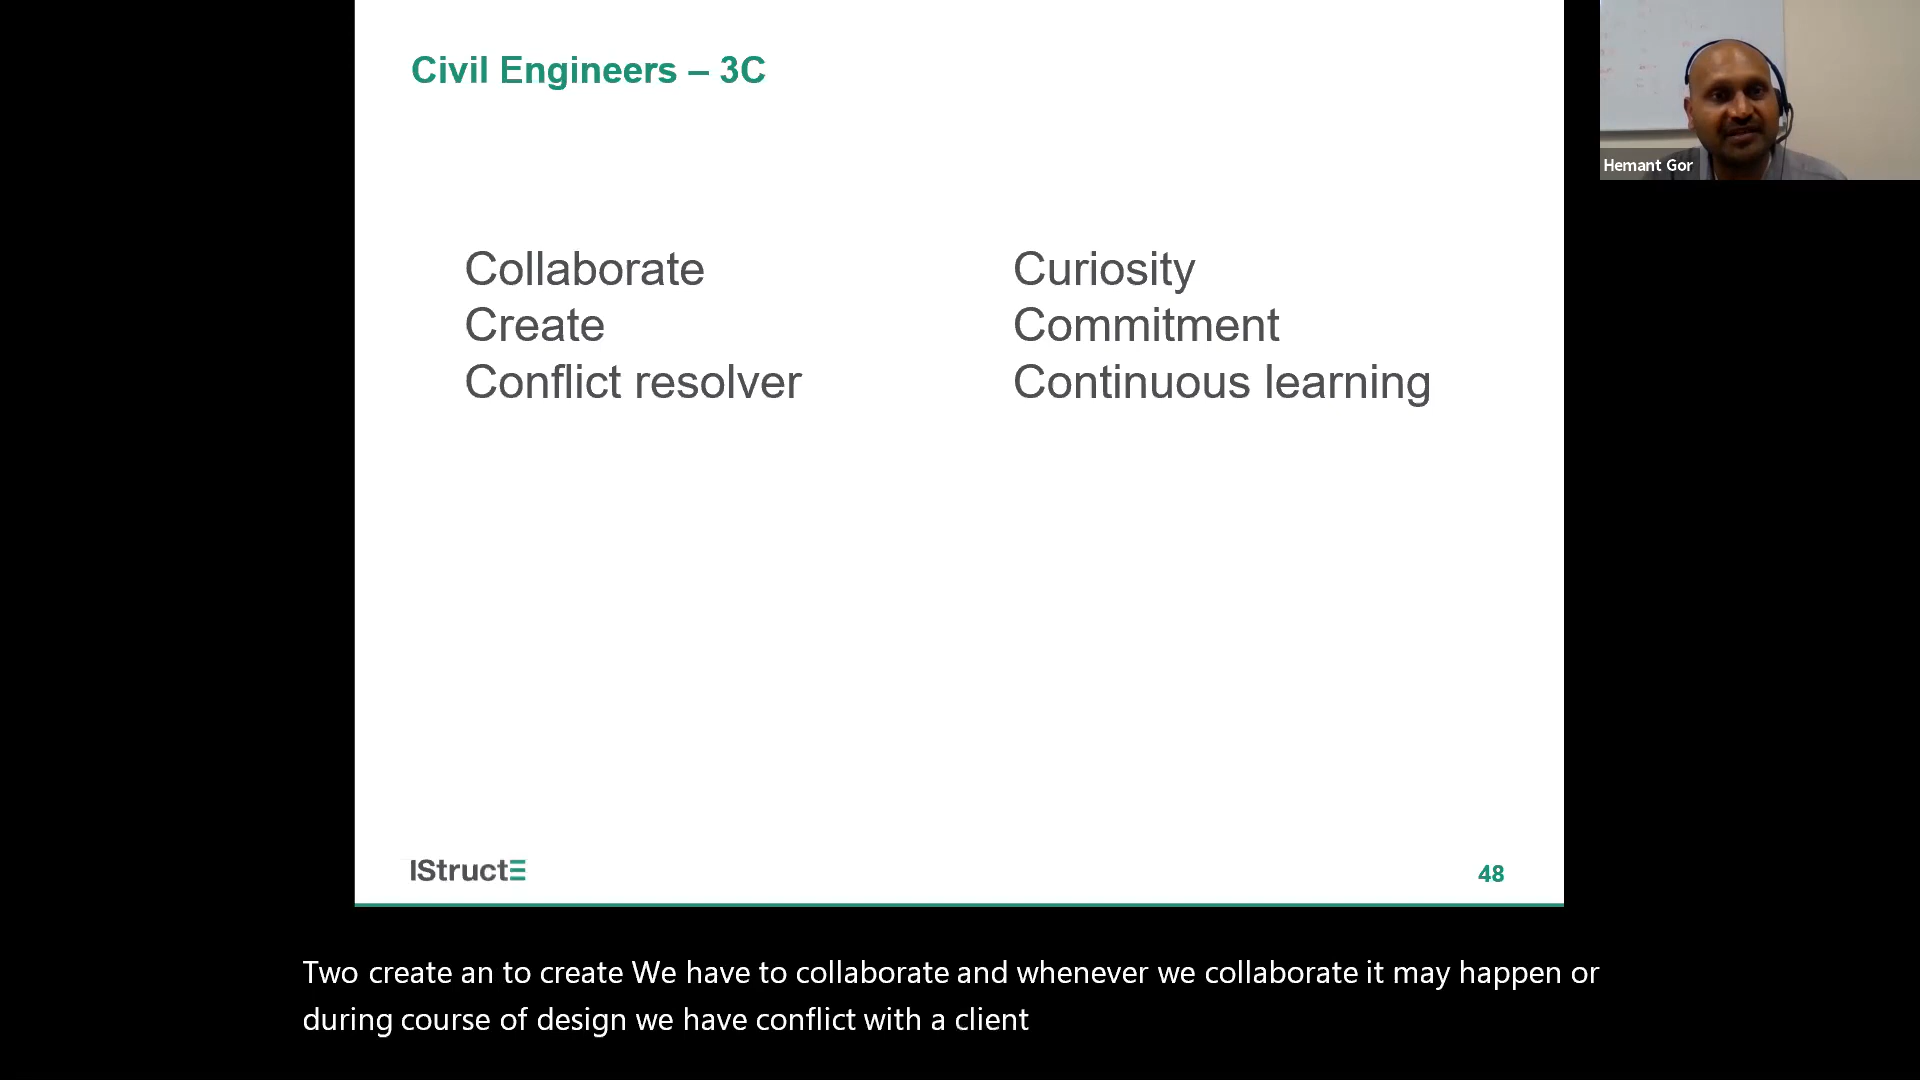 Civil Engineers – 3C
Hemant Gor
Collaborate
Create
Conflict resolver
Curiosity
Commitment
Continuous learning
IStructE
48
Two create an to create We have to collaborate and whenever we collaborate it may happen or
during course of design we have conflict with a client